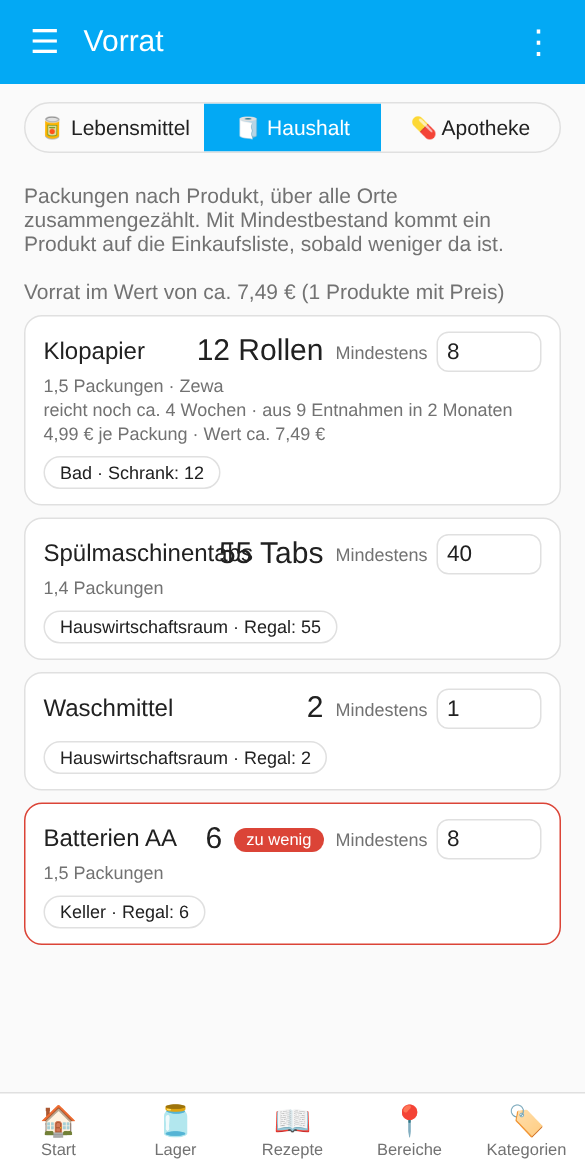 ☰ Vorrat ⋮
🥫 Lebensmittel 🧻 Haushalt 💊 Apotheke
Packungen nach Produkt, über alle Orte
zusammengezählt. Mit Mindestbestand kommt ein
Produkt auf die Einkaufsliste, sobald weniger da ist.
Vorrat im Wert von ca. 7,49 € (1 Produkte mit Preis)
Klopapier 12 Rollen Mindestens 8
1,5 Packungen · Zewa
reicht noch ca. 4 Wochen · aus 9 Entnahmen in 2 Monaten
4,99 € je Packung · Wert ca. 7,49 €
Bad · Schrank: 12
Spülmaschinentabs 55 Tabs Mindestens 40
1,4 Packungen
Hauswirtschaftsraum · Regal: 55
Waschmittel 2 Mindestens 1
Hauswirtschaftsraum · Regal: 2
Batterien AA 6 zu wenig Mindestens 8
1,5 Packungen
Keller · Regal: 6
Start Lager Rezepte Bereiche Kategorien